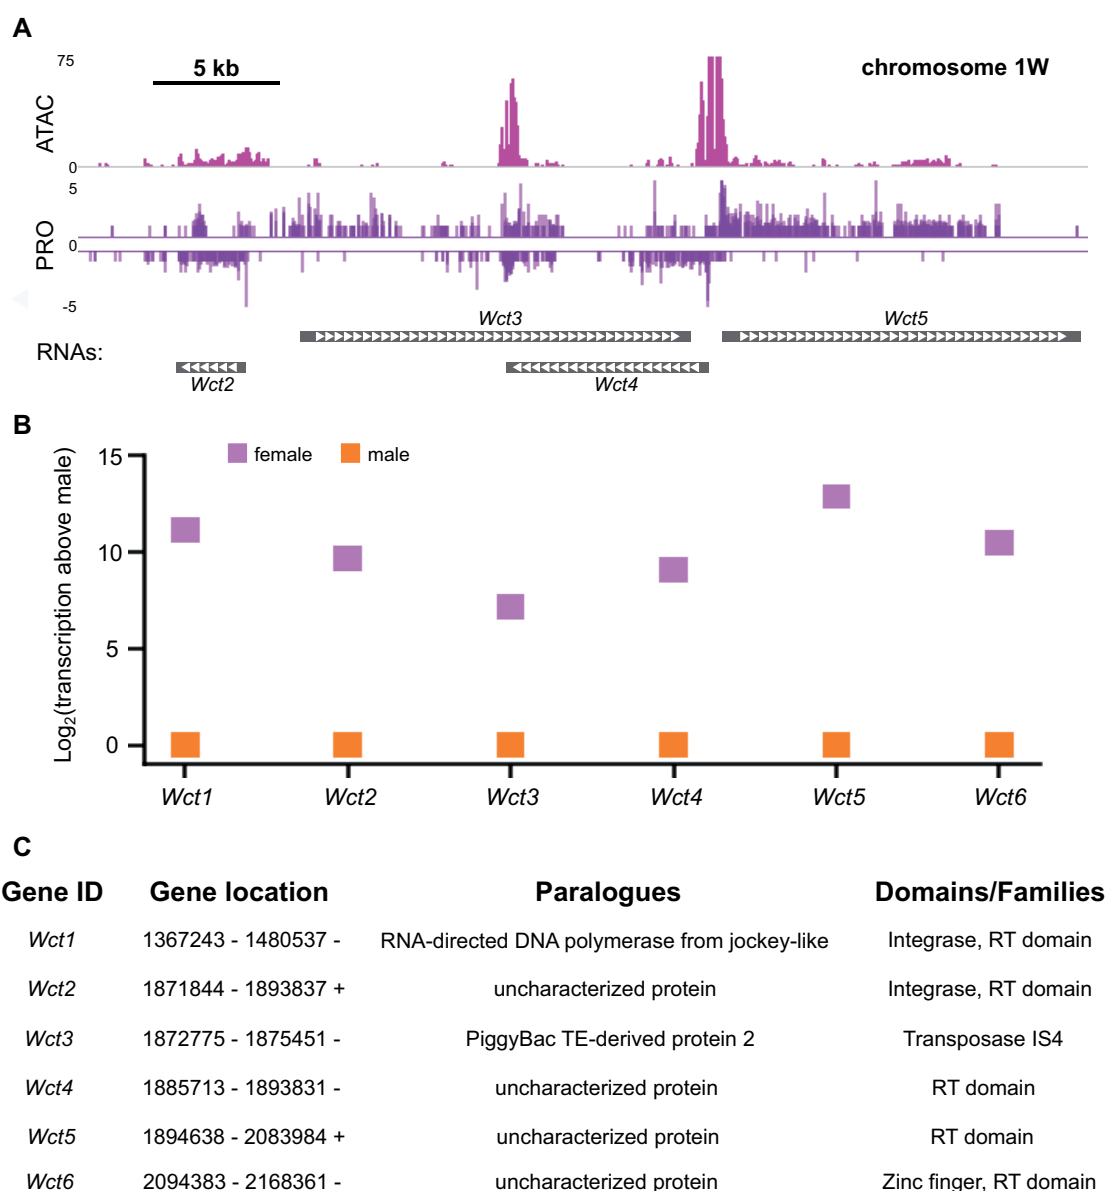 A
75
5 kb
chromosome 1W
ATAC
0
5
PRO
0
-5
Wct3
Wct5
RNAs:
Wct2
Wct4
B
female
male
Log₂(transcription above male)
15
10
5
0
Wct1 Wct2 Wct3 Wct4 Wct5 Wct6
C
Gene ID Gene location Paralogues Domains/Families
Wct1 1367243 - 1480537 - RNA-directed DNA polymerase from jockey-like Integrase, RT domain
Wct2 1871844 - 1893837 + uncharacterized protein Integrase, RT domain
Wct3 1872775 - 1875451 - PiggyBac TE-derived protein 2 Transposase IS4
Wct4 1885713 - 1893831 - uncharacterized protein RT domain
Wct5 1894638 - 2083984 + uncharacterized protein RT domain
Wct6 2094383 - 2168361 - uncharacterized protein Zinc finger, RT domain